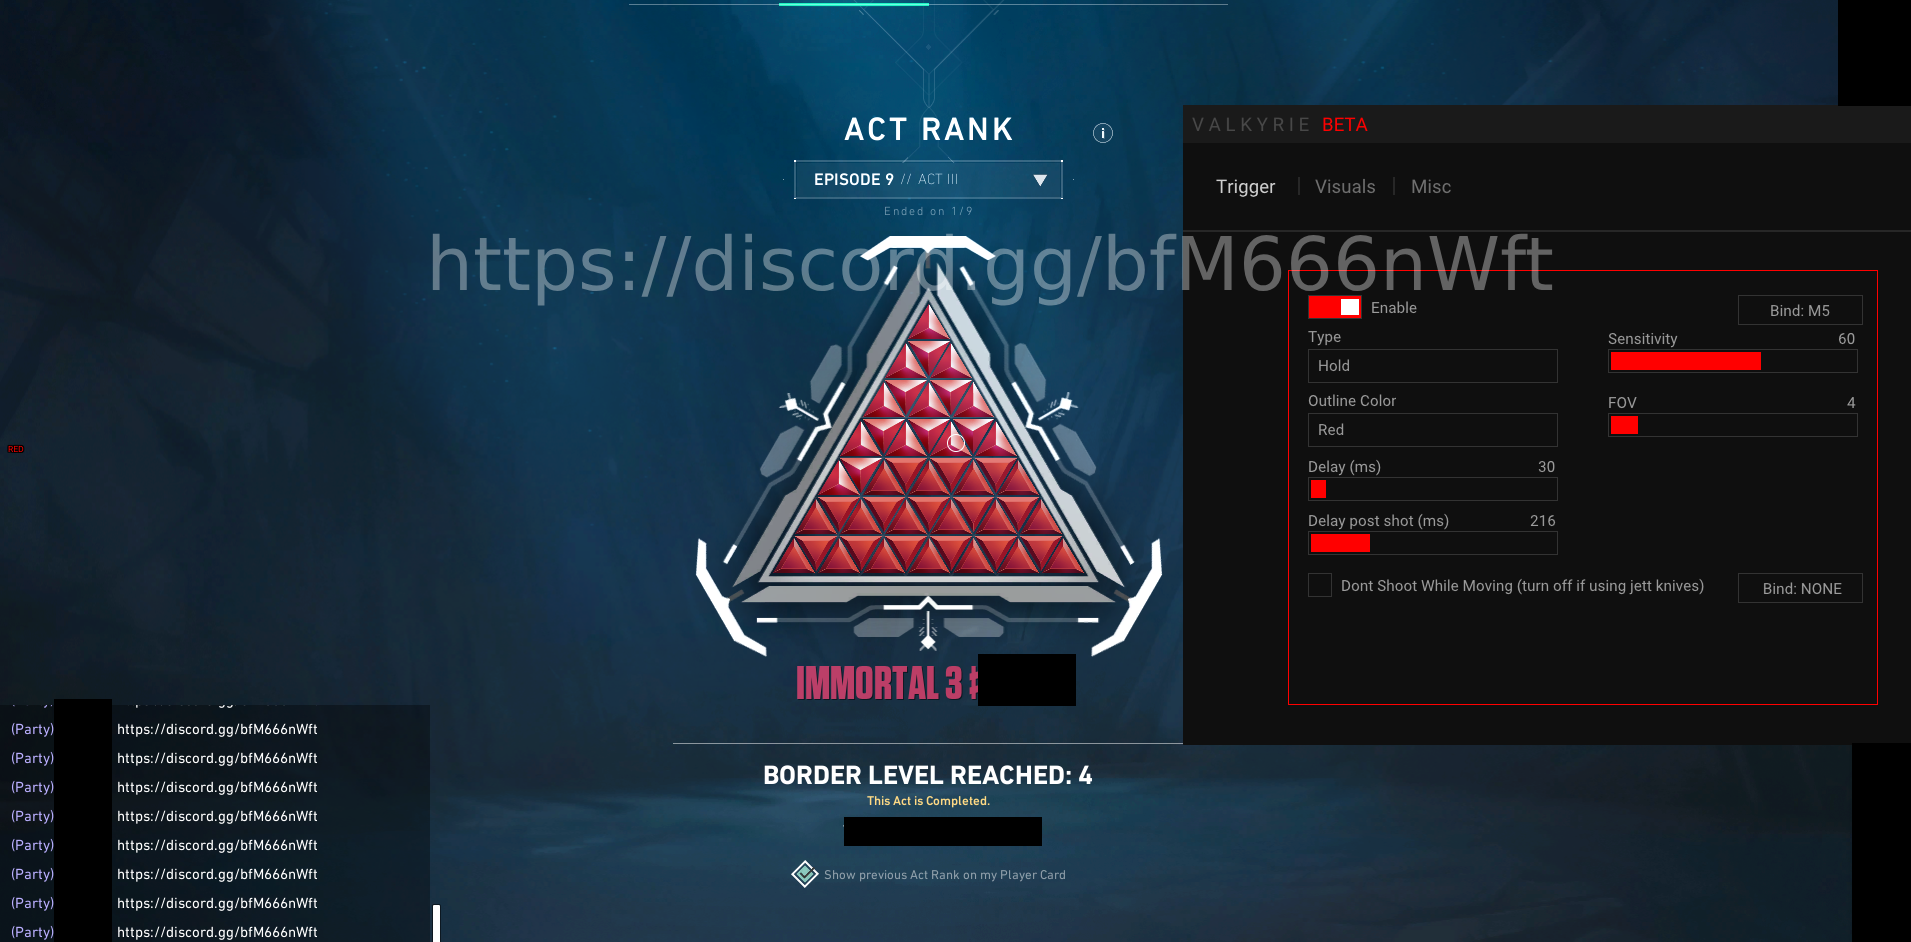 ACT RANK
i
EPISODE 9 // ACT III
Ended on 1/9
https://discord.gg/bfM666nWft
IMMORTAL 3
BORDER LEVEL REACHED: 4
This Act is Completed.
Show previous Act Rank on my Player Card
VALKYRIE BETA
Trigger | Visuals | Misc
Enable
Bind: M5
Type
Hold
Sensitivity 60
Outline Color
Red
FOV 4
Delay (ms) 30
Delay post shot (ms) 216
Dont Shoot While Moving (turn off if using jett knives)
Bind: NONE
RED
(Party) https://discord.gg/bfM666nWft
(Party) https://discord.gg/bfM666nWft
(Party) https://discord.gg/bfM666nWft
(Party) https://discord.gg/bfM666nWft
(Party) https://discord.gg/bfM666nWft
(Party) https://discord.gg/bfM666nWft
(Party) https://discord.gg/bfM666nWft
(Party) https://discord.gg/bfM666nWft